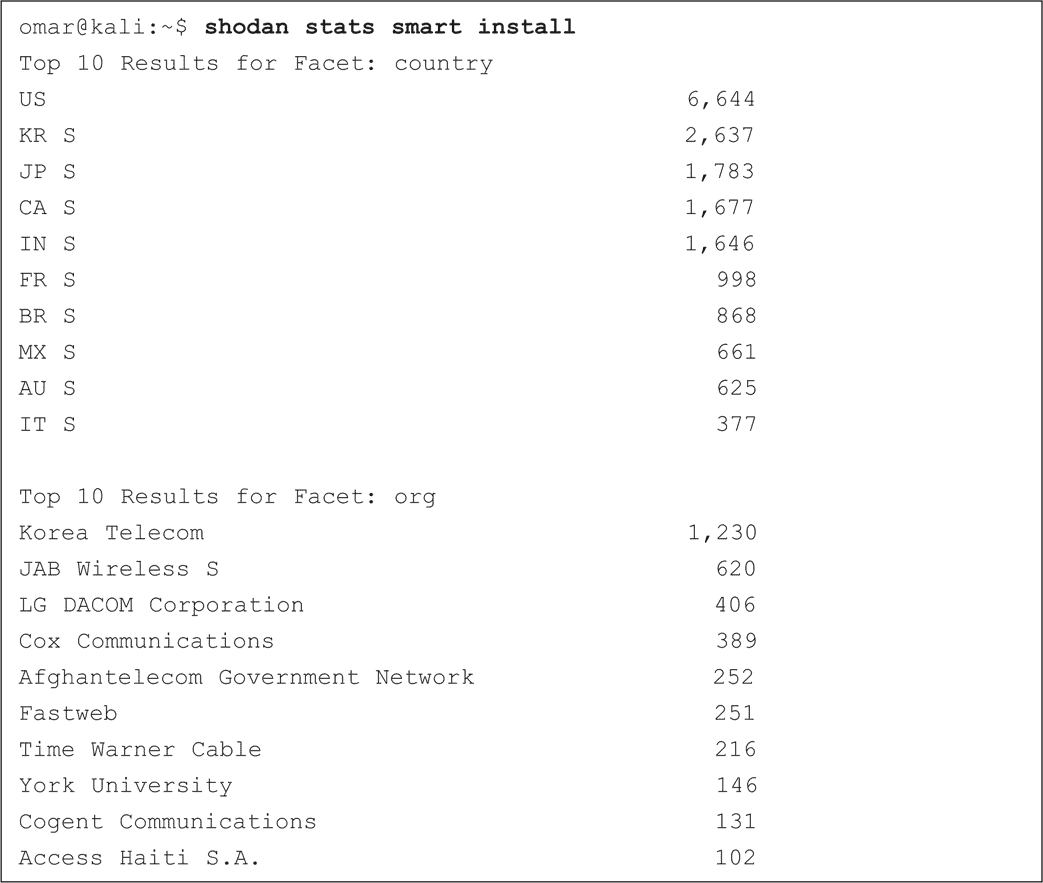 omar@kali:~$ shodan stats smart install
Top 10 Results for Facet: country
US 6,644
KR S 2,637
JP S 1,783
CA S 1,677
IN S 1,646
FR S 998
BR S 868
MX S 661
AU S 625
IT S 377
Top 10 Results for Facet: org
Korea Telecom 1,230
JAB Wireless S 620
LG DACOM Corporation 406
Cox Communications 389
Afghantelecom Government Network 252
Fastweb 251
Time Warner Cable 216
York University 146
Cogent Communications 131
Access Haiti S.A. 102